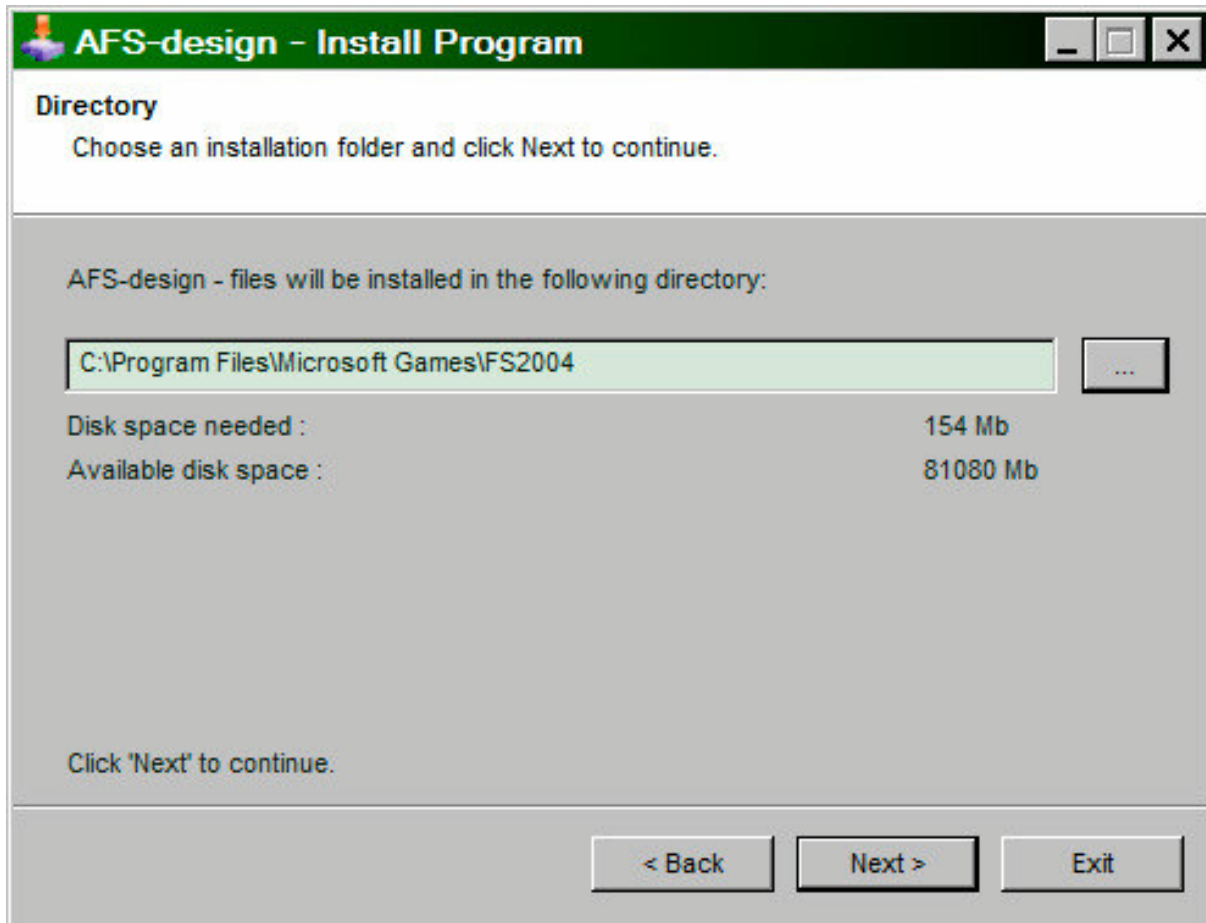 AFS-design - Install Program
Directory
Choose an installation folder and click Next to continue.
AFS-design - files will be installed in the following directory:
C:\Program Files\Microsoft Games\FS2004
...
Disk space needed : 154 Mb
Available disk space : 81080 Mb
Click 'Next' to continue.
< Back Next > Exit